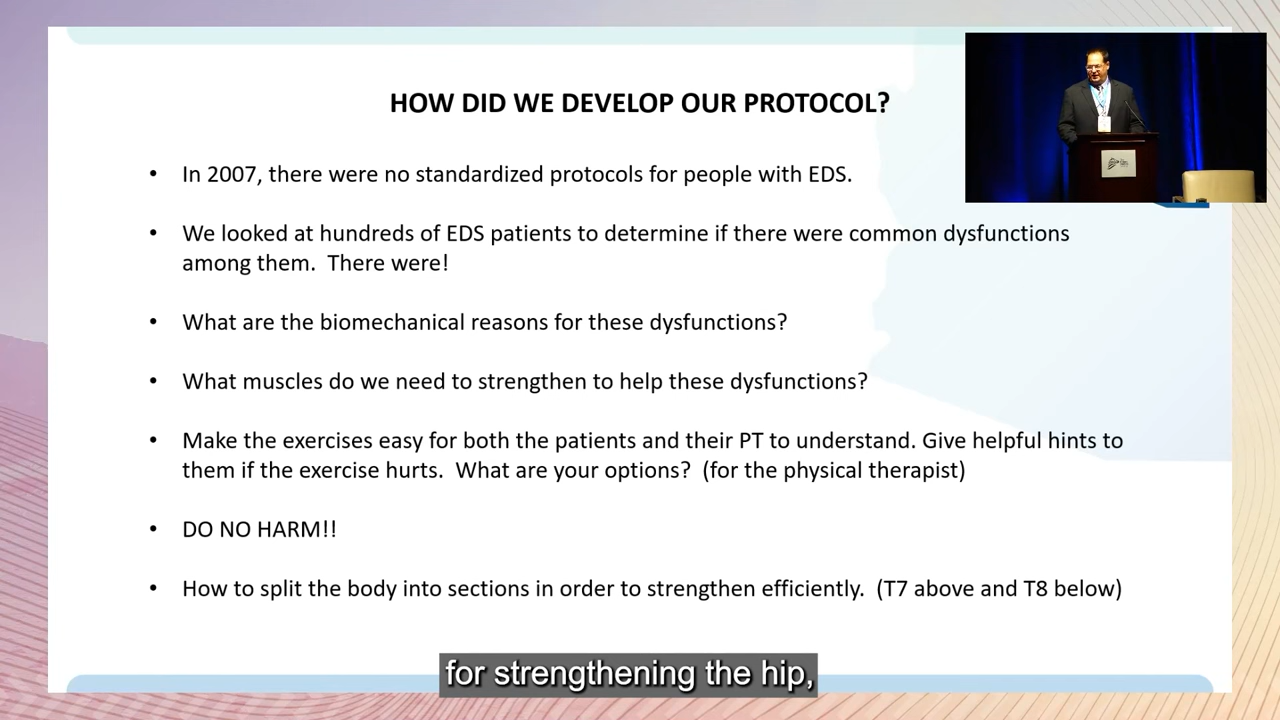 HOW DID WE DEVELOP OUR PROTOCOL?
• In 2007, there were no standardized protocols for people with EDS.
• We looked at hundreds of EDS patients to determine if there were common dysfunctions
among them.  There were!
• What are the biomechanical reasons for these dysfunctions?
• What muscles do we need to strengthen to help these dysfunctions?
• Make the exercises easy for both the patients and their PT to understand. Give helpful hints to
them if the exercise hurts.  What are your options?  (for the physical therapist)
• DO NO HARM!!
• How to split the body into sections in order to strengthen efficiently.  (T7 above and T8 below)
for strengthening the hip,